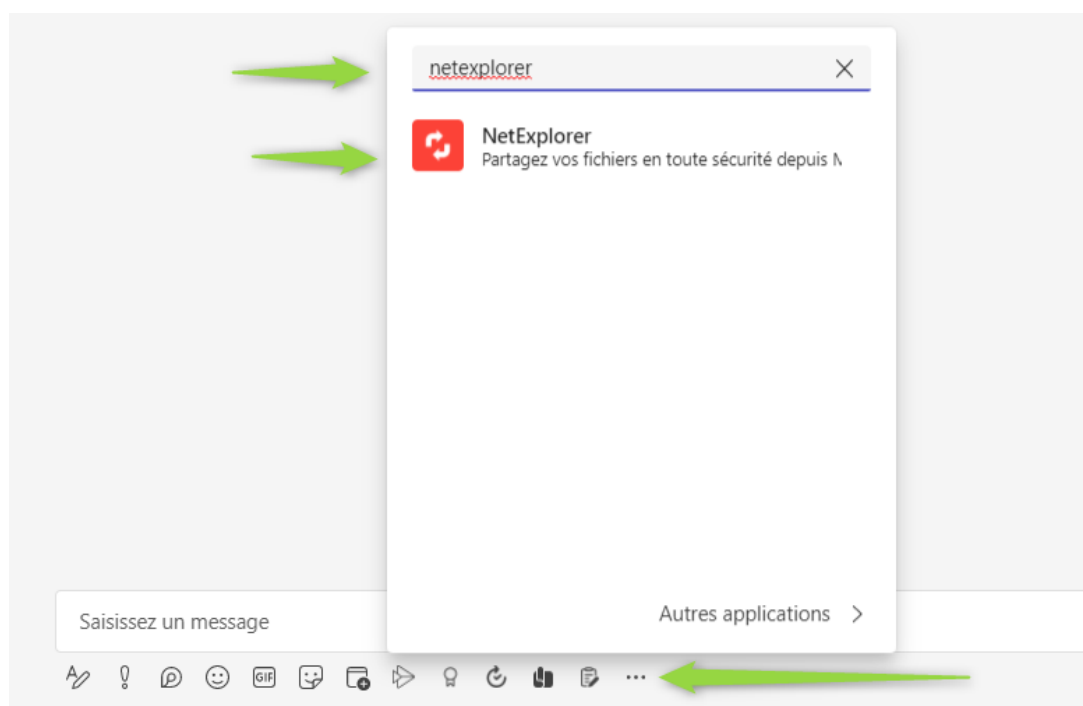 netexplorer
NetExplorer
Partagez vos fichiers en toute sécurité depuis
Autres applications
Saisissez un message
GIF